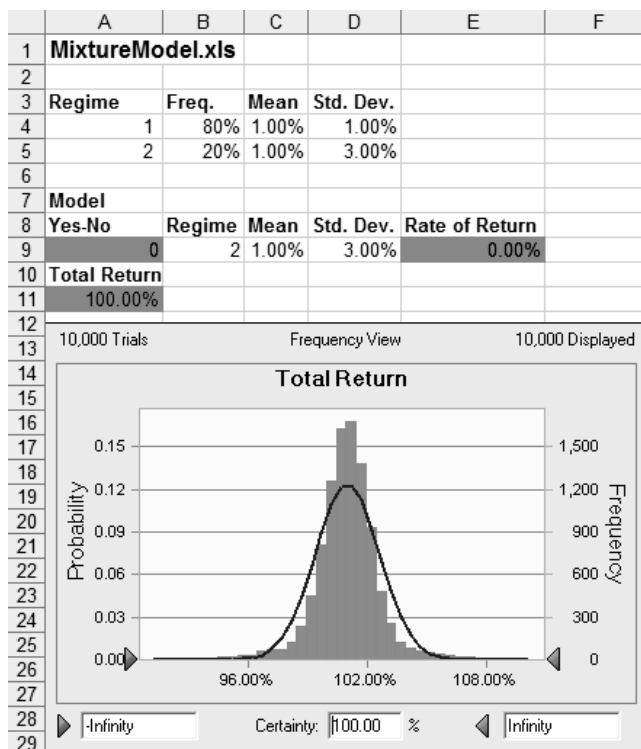 A B C D E F
1 MixtureModel.xls
2
3 Regime Freq. Mean Std. Dev.
4 1 80% 1.00% 1.00%
5 2 20% 1.00% 3.00%
6
7 Model
8 Yes-No Regime Mean Std. Dev. Rate of Return
9 0 2 1.00% 3.00% 0.00%
10 Total Return
11 100.00%
12
13 10,000 Trials Frequency View 10,000 Displayed
14 Total Return
15
16
17 0.15 1,500
18
19 0.12 1,200
20
21 0.09 900
22 0.06 600
23
24 0.03 300
25 0.00 0
26 96.00% 102.00% 108.00%
27
28 -Infinity Certainty: 100.00 % Infinity
29
Probability
Frequency